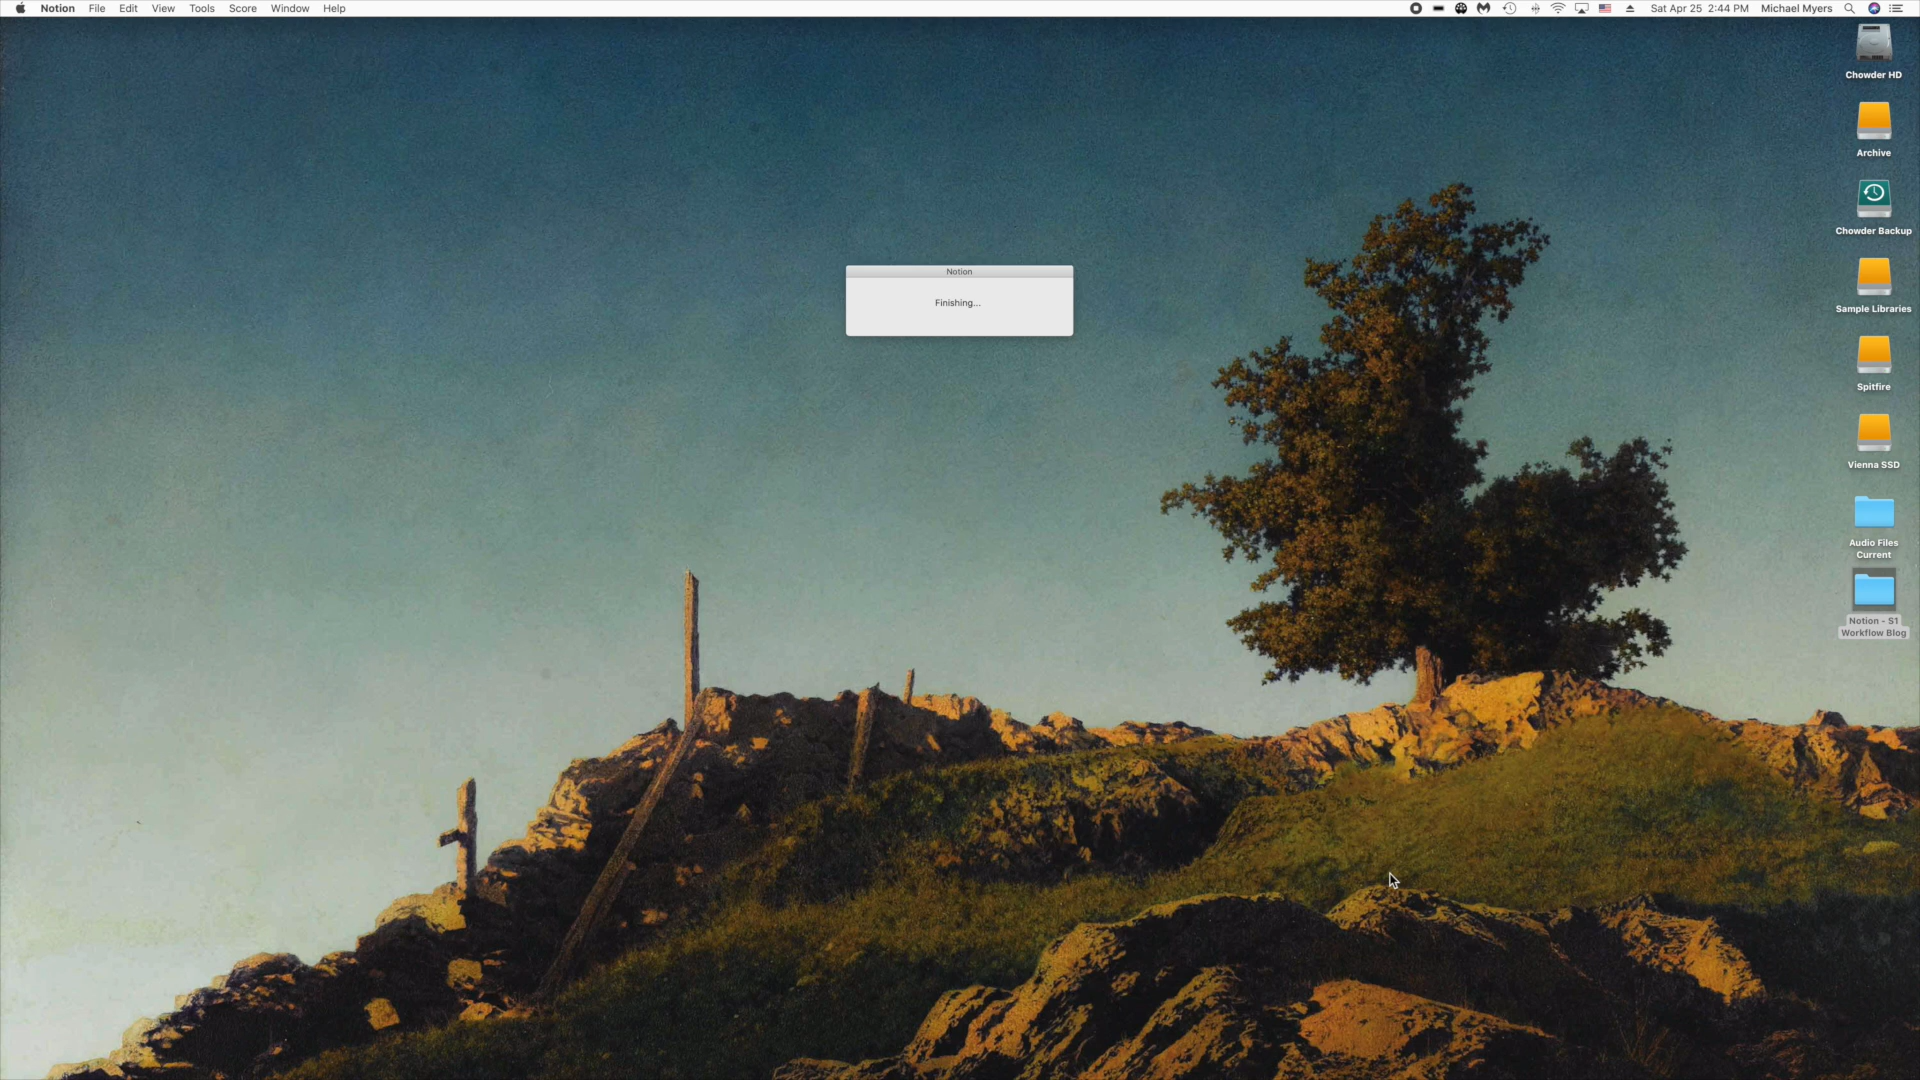 Notion File Edit View Tools Score Window Help
Sat Apr 25 2:44 PM Michael Myers
Chowder HD
Archive
Chowder Backup
Sample Libraries
Spitfire
Vienna SSD
Audio Files
Current
Notion - S1
Workflow Blog
Notion
Finishing...